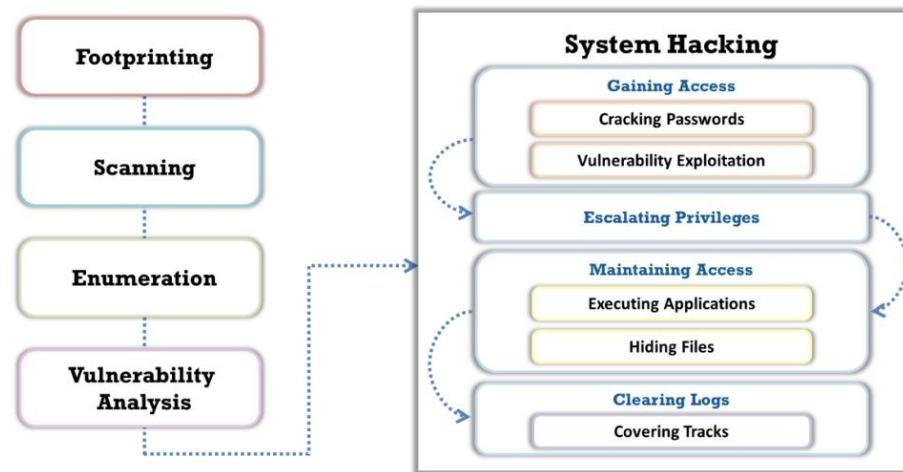 Footprinting
Scanning
Enumeration
Vulnerability
Analysis
System Hacking
Gaining Access
Cracking Passwords
Vulnerability Exploitation
Escalating Privileges
Maintaining Access
Executing Applications
Hiding Files
Clearing Logs
Covering Tracks